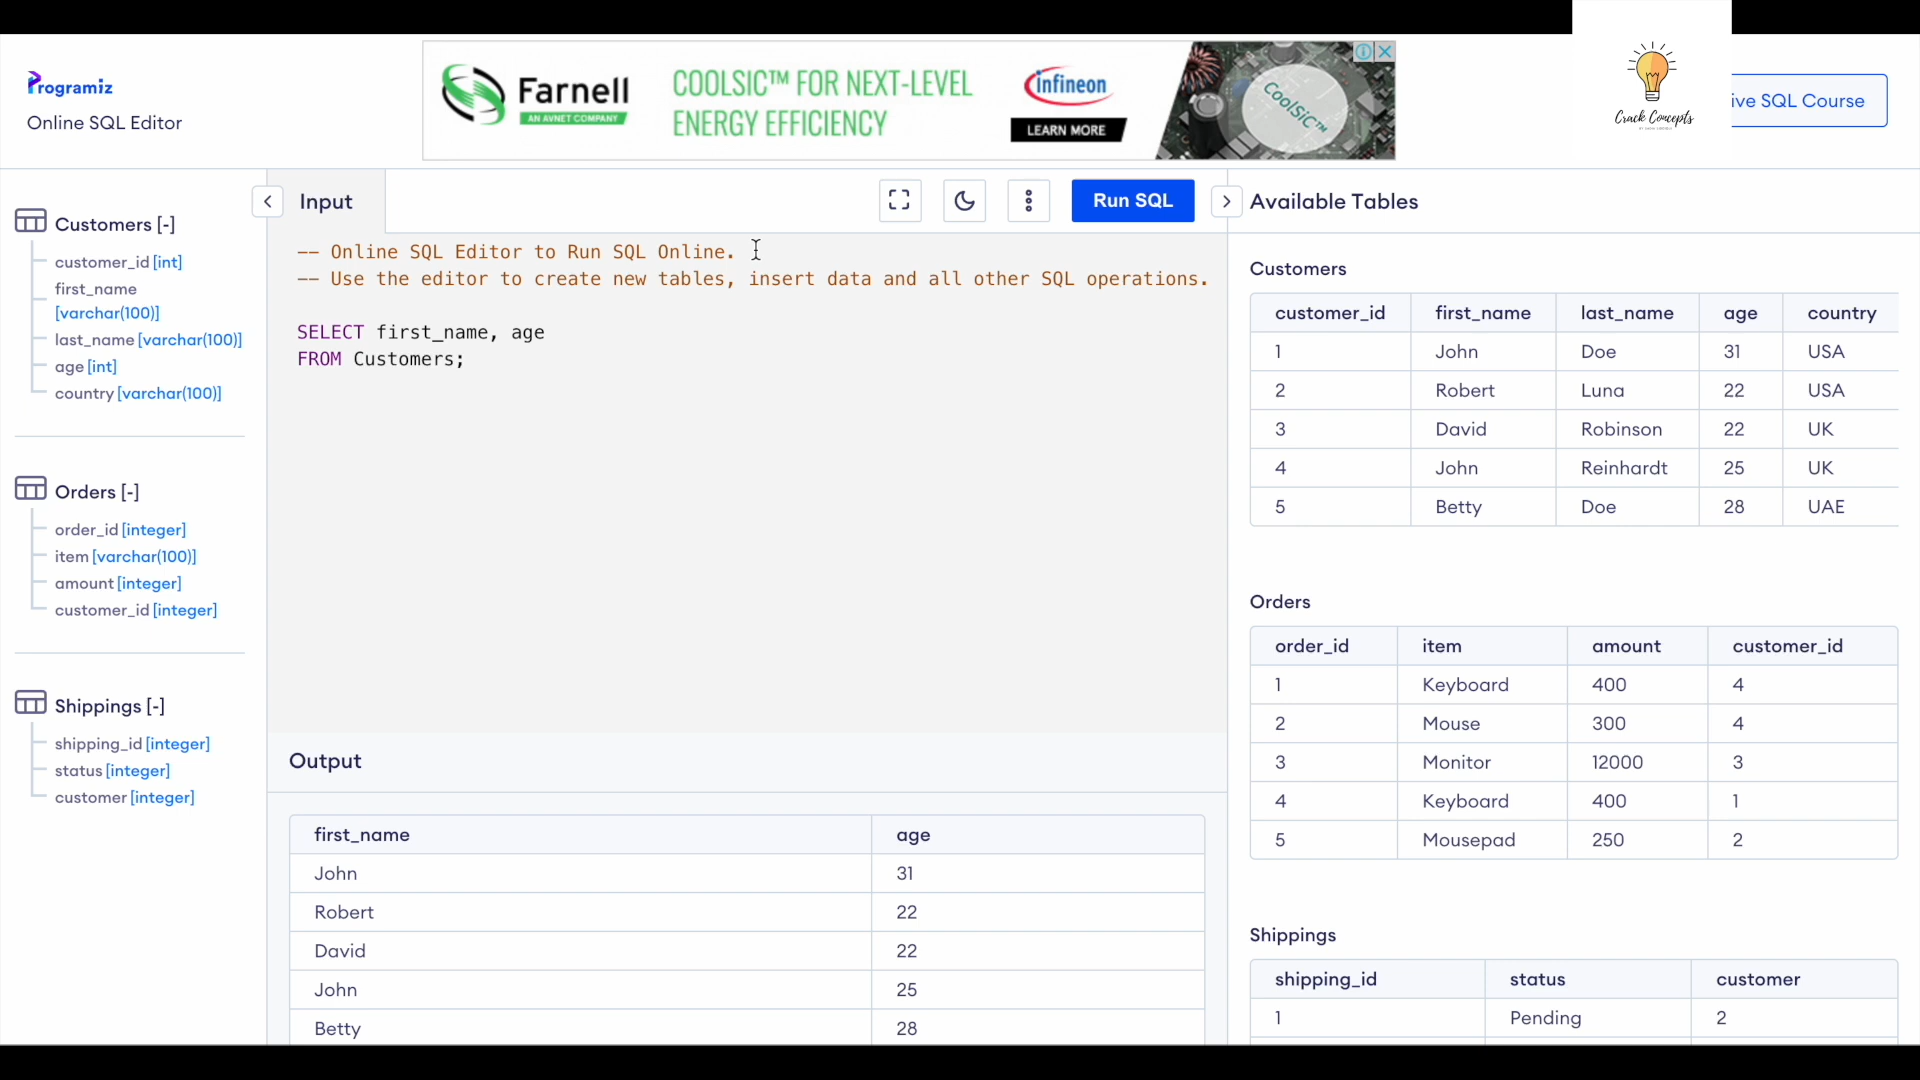 Programiz
Online SQL Editor
Farnell
AN AVNET COMPANY
COOLSIC™ FOR NEXT-LEVEL
ENERGY EFFICIENCY
infineon
LEARN MORE
CoolSiC™
Crack Concepts
ive SQL Course
Customers [-]
customer_id [int]
first_name
[varchar(100)]
last_name [varchar(100)]
age [int]
country [varchar(100)]
Orders [-]
order_id [integer]
item [varchar(100)]
amount [integer]
customer_id [integer]
Shippings [-]
shipping_id [integer]
status [integer]
customer [integer]
Input
Run SQL
-- Online SQL Editor to Run SQL Online.
-- Use the editor to create new tables, insert data and all other SQL operations.
SELECT first_name, age
FROM Customers;
Output
first_name age
John 31
Robert 22
David 22
John 25
Betty 28
Available Tables
Customers
customer_id first_name last_name age country
1 John Doe 31 USA
2 Robert Luna 22 USA
3 David Robinson 22 UK
4 John Reinhardt 25 UK
5 Betty Doe 28 UAE
Orders
order_id item amount customer_id
1 Keyboard 400 4
2 Mouse 300 4
3 Monitor 12000 3
4 Keyboard 400 1
5 Mousepad 250 2
Shippings
shipping_id status customer
1 Pending 2